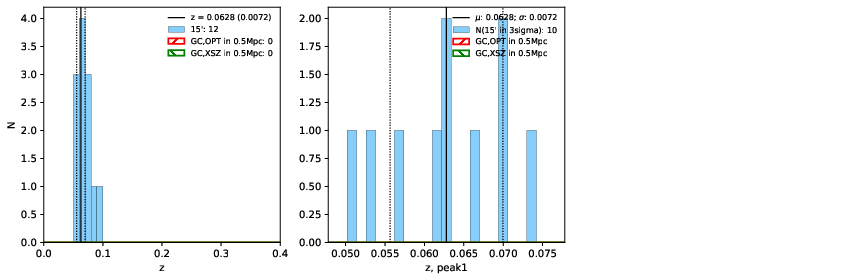 z = 0.0628 (0.0072)
15': 12
GC,OPT in 0.5Mpc: 0
GC,XSZ in 0.5Mpc: 0
4.0
3.5
3.0
2.5
2.0
1.5
1.0
0.5
0.0
N
0.0 0.1 0.2 0.3 0.4
z
μ: 0.0628; σ: 0.0072
N(15' in 3sigma): 10
GC,OPT in 0.5Mpc
GC,XSZ in 0.5Mpc
2.00
1.75
1.50
1.25
1.00
0.75
0.50
0.25
0.00
0.050 0.055 0.060 0.065 0.070 0.075
z, peak1